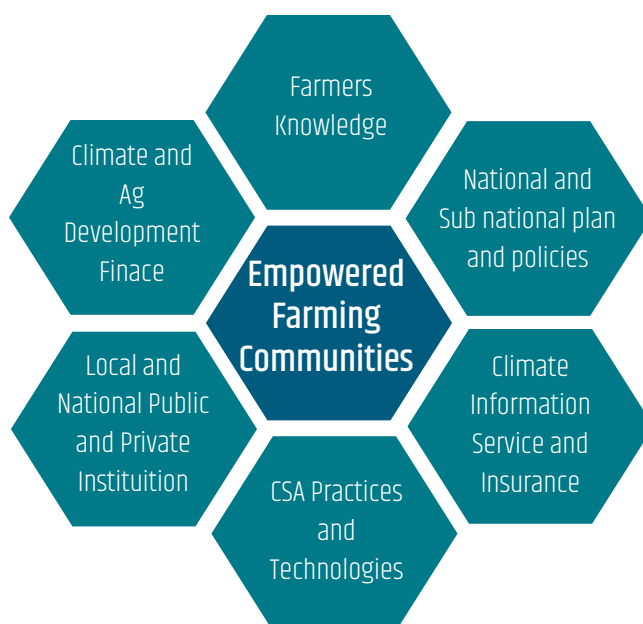 Farmers
Knowledge
Climate and
Ag
Development
Finace
National and
Sub national plan
and policies
Empowered
Farming
Communities
Local and
National Public
and Private
Instituition
Climate
Information
Service and
Insurance
CSA Practices
and
Technologies